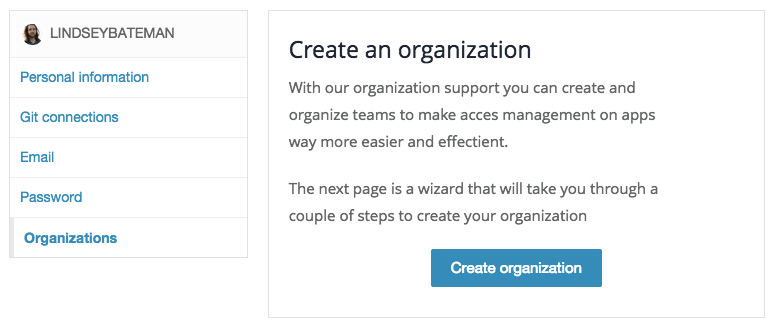 LINDSEYBATEMAN
Personal information
Git connections
Email
Password
Organizations
Create an organization
With our organization support you can create and
organize teams to make acces management on apps
way more easier and effectient.
The next page is a wizard that will take you through a
couple of steps to create your organization
Create organization